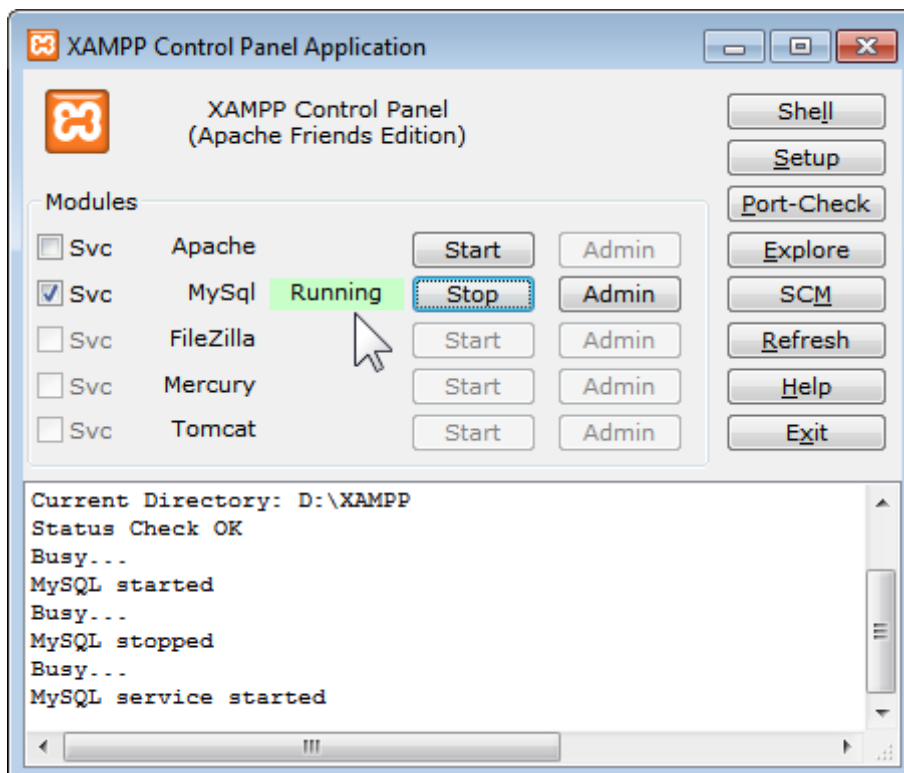 XAMPP Control Panel Application
XAMPP Control Panel
(Apache Friends Edition)
Shell
Setup
Port-Check
Explore
SCM
Refresh
Help
Exit
Modules
Svc Apache Start Admin
Svc MySql Running Stop Admin
Svc FileZilla Start Admin
Svc Mercury Start Admin
Svc Tomcat Start Admin
Current Directory: D:\XAMPP
Status Check OK
Busy...
MySQL started
Busy...
MySQL stopped
Busy...
MySQL service started